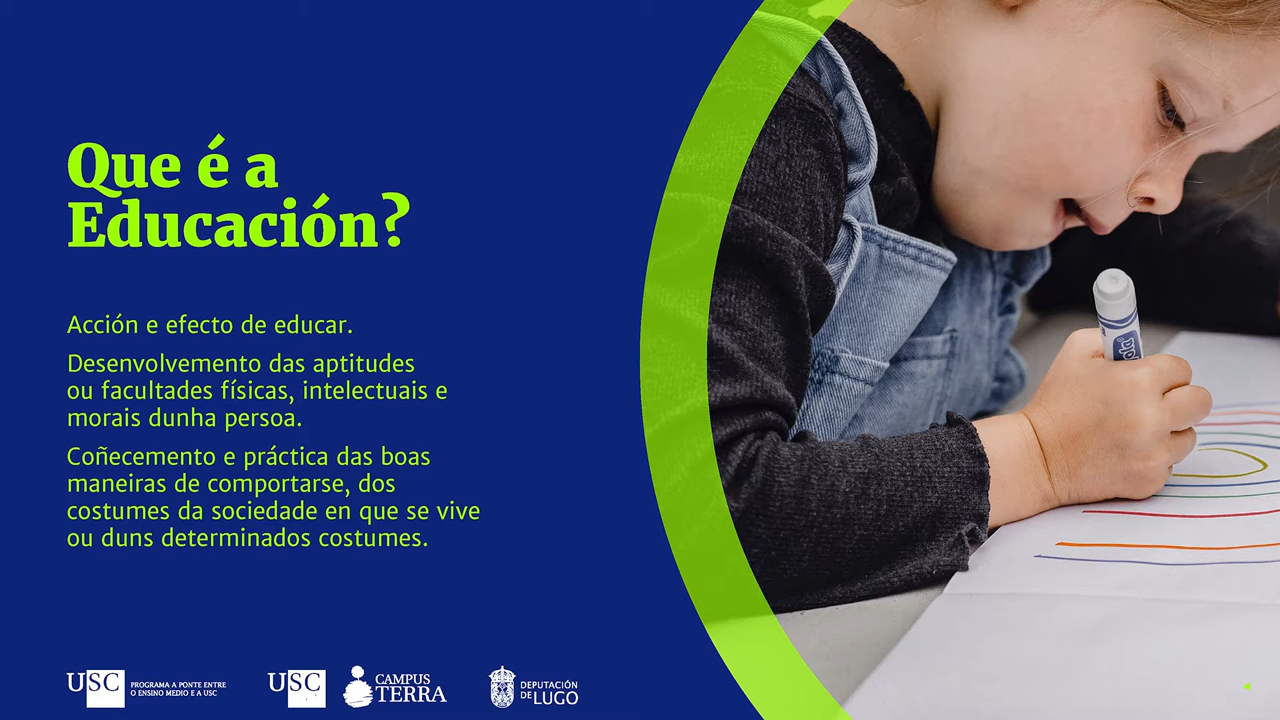 Que é a
Educación?
Acción e efecto de educar.
Desenvolvemento das aptitudes
ou facultades físicas, intelectuais e
morais dunha persoa.
Coñecemento e práctica das boas
maneiras de comportarse, dos
costumes da sociedade en que se vive
ou duns determinados costumes.
USC
PROGRAMA A PONTE ENTRE
O ENSINO MEDIO E A USC
USC
CAMPUS
TERRA
DEPUTACIÓN
DE LUGO